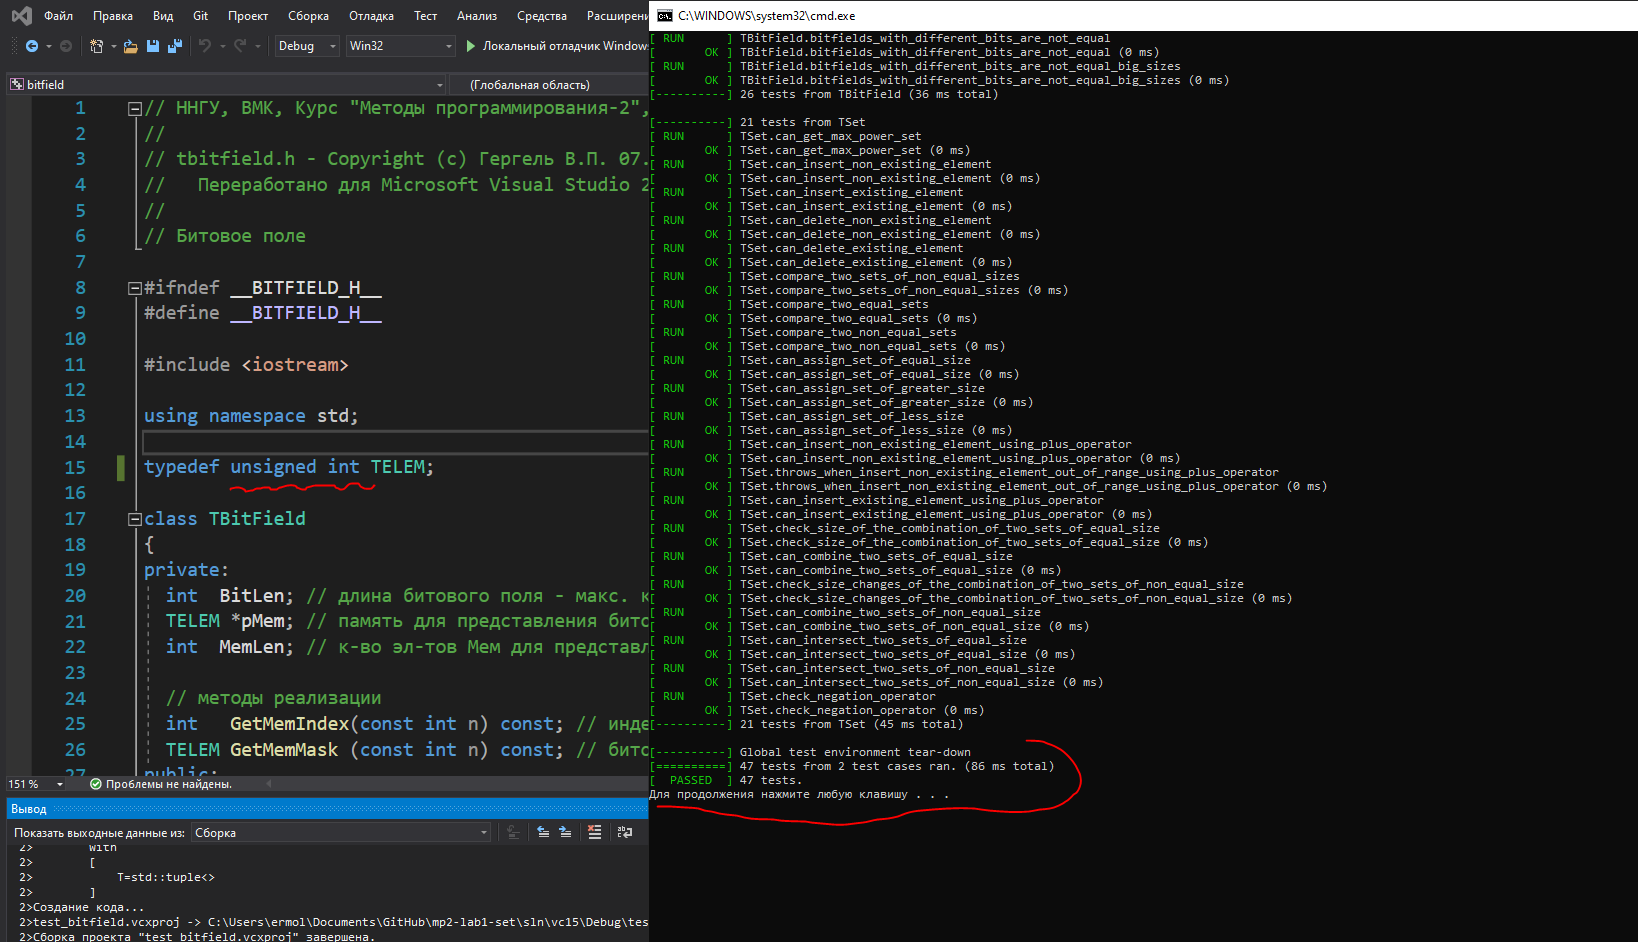 Файл Правка Вид Git Проект Сборка Отладка Тест Анализ Средства Расширени
Debug Win32 Локальный отладчик Window
bitfield (Глобальная область)
1 // ННГУ, ВМК, Курс "Методы программирования-2",
2 //
3 // tbitfield.h - Copyright (c) Гергель В.П. 07.
4 //   Переработано для Microsoft Visual Studio 2
5 //
6 // Битовое поле
7
8 #ifndef __BITFIELD_H__
9 #define __BITFIELD_H__
10
11 #include <iostream>
12
13 using namespace std;
14
15 typedef unsigned int TELEM;
16
17 class TBitField
18 {
19 private:
20   int  BitLen; // длина битового поля - макс. к
21   TELEM *pMem; // память для представления битс
22   int  MemLen; // к-во эл-тов Мем для представл
23
24   // методы реализации
25   int   GetMemIndex(const int n) const; // инде
26   TELEM GetMemMask (const int n) const; // битс
27 public:
151 % Проблемы не найдены.
Вывод
Показать выходные данные из: Сборка
2>        with
2>        [
2>            T=std::tuple<>
2>        ]
2>Создание кода...
2>test_bitfield.vcxproj -> C:\Users\ermol\Documents\GitHub\mp2-lab1-set\sln\vc15\Debug\tes
2>Сборка проекта "test_bitfield.vcxproj" завершена.
C:\WINDOWS\system32\cmd.exe
[ RUN      ] TBitField.bitfields_with_different_bits_are_not_equal
[       OK ] TBitField.bitfields_with_different_bits_are_not_equal (0 ms)
[ RUN      ] TBitField.bitfields_with_different_bits_are_not_equal_big_sizes
[       OK ] TBitField.bitfields_with_different_bits_are_not_equal_big_sizes (0 ms)
[----------] 26 tests from TBitField (36 ms total)
[----------] 21 tests from TSet
[ RUN      ] TSet.can_get_max_power_set
[       OK ] TSet.can_get_max_power_set (0 ms)
[ RUN      ] TSet.can_insert_non_existing_element
[       OK ] TSet.can_insert_non_existing_element (0 ms)
[ RUN      ] TSet.can_insert_existing_element
[       OK ] TSet.can_insert_existing_element (0 ms)
[ RUN      ] TSet.can_delete_non_existing_element
[       OK ] TSet.can_delete_non_existing_element (0 ms)
[ RUN      ] TSet.can_delete_existing_element
[       OK ] TSet.can_delete_existing_element (0 ms)
[ RUN      ] TSet.compare_two_sets_of_non_equal_sizes
[       OK ] TSet.compare_two_sets_of_non_equal_sizes (0 ms)
[ RUN      ] TSet.compare_two_equal_sets
[       OK ] TSet.compare_two_equal_sets (0 ms)
[ RUN      ] TSet.compare_two_non_equal_sets
[       OK ] TSet.compare_two_non_equal_sets (0 ms)
[ RUN      ] TSet.can_assign_set_of_equal_size
[       OK ] TSet.can_assign_set_of_equal_size (0 ms)
[ RUN      ] TSet.can_assign_set_of_greater_size
[       OK ] TSet.can_assign_set_of_greater_size (0 ms)
[ RUN      ] TSet.can_assign_set_of_less_size
[       OK ] TSet.can_assign_set_of_less_size (0 ms)
[ RUN      ] TSet.can_insert_non_existing_element_using_plus_operator
[       OK ] TSet.can_insert_non_existing_element_using_plus_operator (0 ms)
[ RUN      ] TSet.throws_when_insert_non_existing_element_out_of_range_using_plus_operator
[       OK ] TSet.throws_when_insert_non_existing_element_out_of_range_using_plus_operator (0 ms)
[ RUN      ] TSet.can_insert_existing_element_using_plus_operator
[       OK ] TSet.can_insert_existing_element_using_plus_operator (0 ms)
[ RUN      ] TSet.check_size_of_the_combination_of_two_sets_of_equal_size
[       OK ] TSet.check_size_of_the_combination_of_two_sets_of_equal_size (0 ms)
[ RUN      ] TSet.can_combine_two_sets_of_equal_size
[       OK ] TSet.can_combine_two_sets_of_equal_size (0 ms)
[ RUN      ] TSet.check_size_changes_of_the_combination_of_two_sets_of_non_equal_size
[       OK ] TSet.check_size_changes_of_the_combination_of_two_sets_of_non_equal_size (0 ms)
[ RUN      ] TSet.can_combine_two_sets_of_non_equal_size
[       OK ] TSet.can_combine_two_sets_of_non_equal_size (0 ms)
[ RUN      ] TSet.can_intersect_two_sets_of_equal_size
[       OK ] TSet.can_intersect_two_sets_of_equal_size (0 ms)
[ RUN      ] TSet.can_intersect_two_sets_of_non_equal_size
[       OK ] TSet.can_intersect_two_sets_of_non_equal_size (0 ms)
[ RUN      ] TSet.check_negation_operator
[       OK ] TSet.check_negation_operator (0 ms)
[----------] 21 tests from TSet (45 ms total)
[----------] Global test environment tear-down
[==========] 47 tests from 2 test cases ran. (86 ms total)
[  PASSED  ] 47 tests.
Для продолжения нажмите любую клавишу . . .